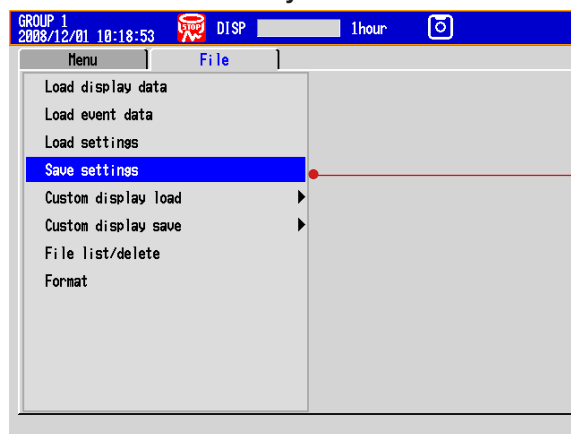 GROUP 1
2008/12/01 10:18:53
STOP
DISP
1hour
Menu
File
Load display data
Load event data
Load settings
Save settings
Custom display load
Custom display save
File list/delete
Format